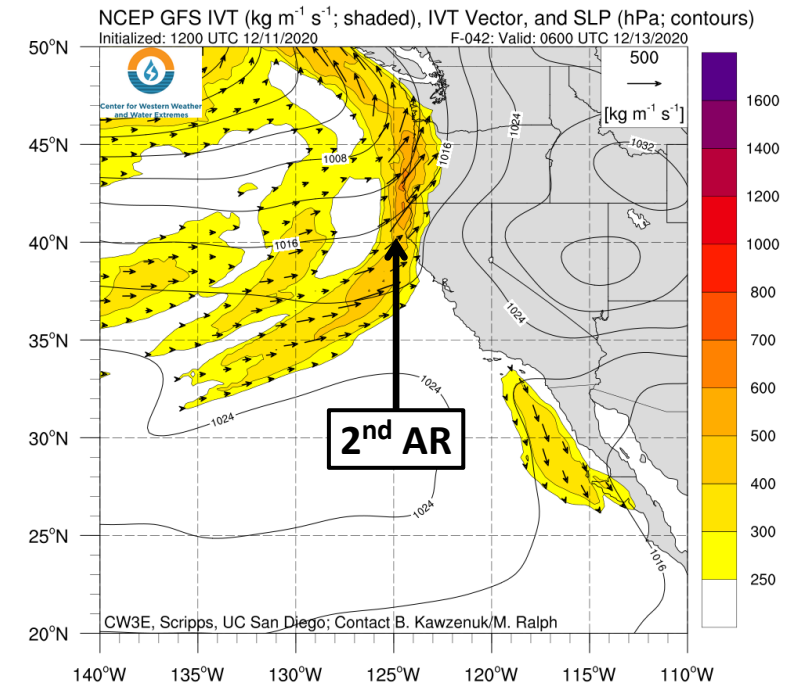 NCEP GFS IVT (kg m⁻¹ s⁻¹; shaded), IVT Vector, and SLP (hPa; contours)
Initialized: 1200 UTC 12/11/2020 F-042: Valid: 0600 UTC 12/13/2020
Center for Western Weather
and Water Extremes
500
[kg m⁻¹ s⁻¹]
50°N
45°N
40°N
35°N
30°N
25°N
20°N
1008
1016
1016
1024
1032
1024
1024
1024
1024
1016
2nd AR
1600
1400
1200
1000
800
700
600
500
400
300
250
CW3E, Scripps, UC San Diego; Contact B. Kawzenuk/M. Ralph
140°W 135°W 130°W 125°W 120°W 115°W 110°W